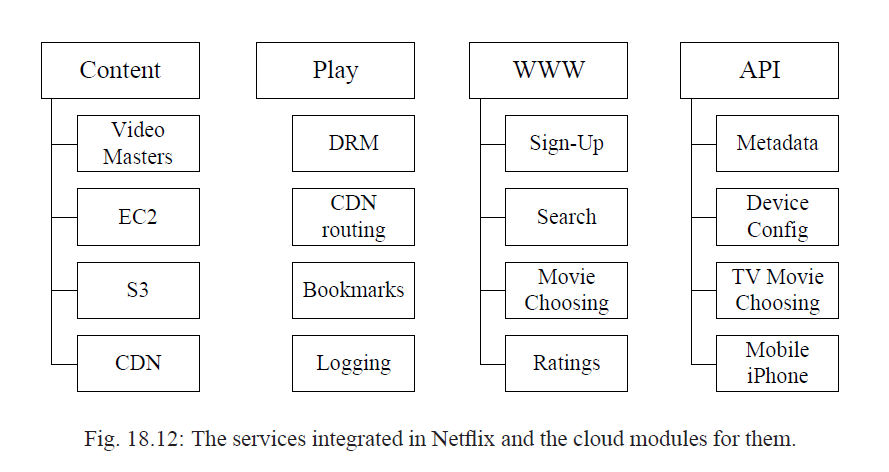 Content
Video
Masters
EC2
S3
CDN
Play
DRM
CDN
routing
Bookmarks
Logging
WWW
Sign-Up
Search
Movie
Choosing
Ratings
API
Metadata
Device
Config
TV Movie
Choosing
Mobile
iPhone
Fig. 18.12: The services integrated in Netflix and the cloud modules for them.